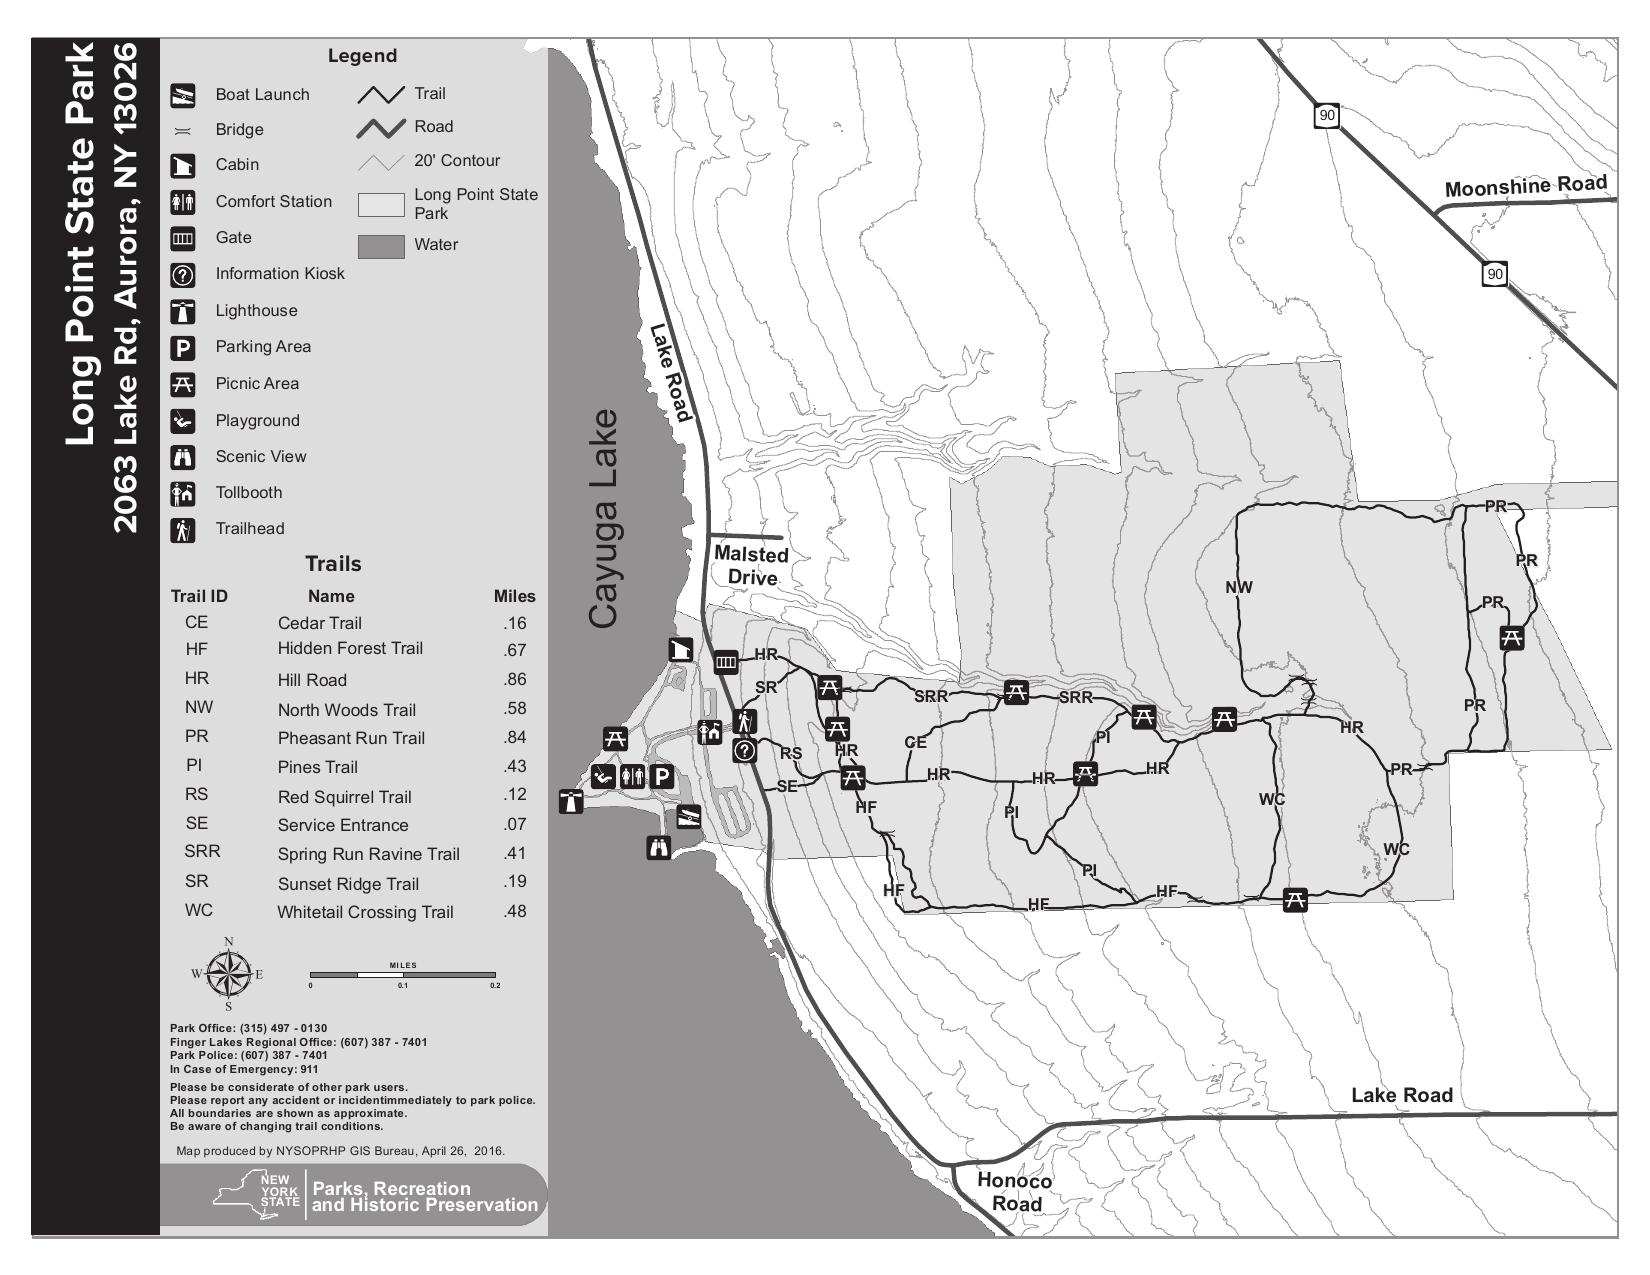 Long Point State Park
2063 Lake Rd, Aurora, NY 13026
Legend
Boat Launch
Bridge
Cabin
Comfort Station
Gate
Information Kiosk
Lighthouse
Parking Area
Picnic Area
Playground
Scenic View
Tollbooth
Trailhead
Trail
Road
20' Contour
Long Point State
Park
Water
Trails
Trail ID Name Miles
CE Cedar Trail .16
HF Hidden Forest Trail .67
HR Hill Road .86
NW North Woods Trail .58
PR Pheasant Run Trail .84
PI Pines Trail .43
RS Red Squirrel Trail .12
SE Service Entrance .07
SRR Spring Run Ravine Trail .41
SR Sunset Ridge Trail .19
WC Whitetail Crossing Trail .48
N
W E
S
MILES
0 0.1 0.2
Park Office: (315) 497 - 0130
Finger Lakes Regional Office: (607) 387 - 7401
Park Police: (607) 387 - 7401
In Case of Emergency: 911
Please be considerate of other park users.
Please report any accident or incidentimmediately to park police.
All boundaries are shown as approximate.
Be aware of changing trail conditions.
Map produced by NYSOPRHP GIS Bureau, April 26, 2016.
NEW
YORK
STATE
Parks, Recreation
and Historic Preservation
90
Moonshine Road
90
Lake Road
Cayuga Lake
Malsted
Drive
PR
PR
NW
PR
HR
SR
SRR
SRR
PR
HR
PI
CE
HR
RS
PR
HR
HR
HR
SE
WC
HF
PI
WC
PI
HF
HF
HF
P
?
Lake Road
Honoco
Road